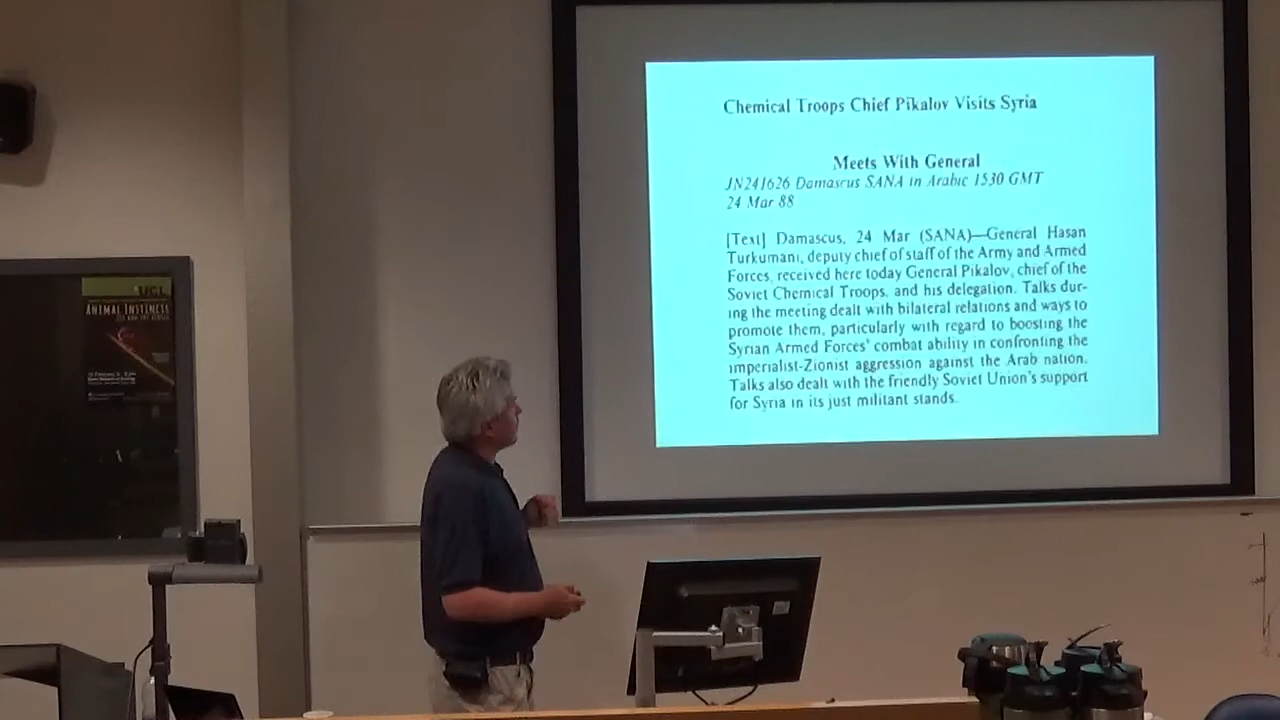 Chemical Troops Chief Pikalov Visits Syria
Meets With General
JN241626 Damascus SANA in Arabic 1530 GMT
24 Mar 88
[Text] Damascus, 24 Mar (SANA)—General Hasan
Turkumani, deputy chief of staff of the Army and Armed
Forces, received here today General Pikalov, chief of the
Soviet Chemical Troops, and his delegation. Talks dur-
ing the meeting dealt with bilateral relations and ways to
promote them, particularly with regard to boosting the
Syrian Armed Forces' combat ability in confronting the
imperialist-Zionist aggression against the Arab nation.
Talks also dealt with the friendly Soviet Union's support
for Syria in its just militant stands.
UCL
ANIMAL INSTINCTS